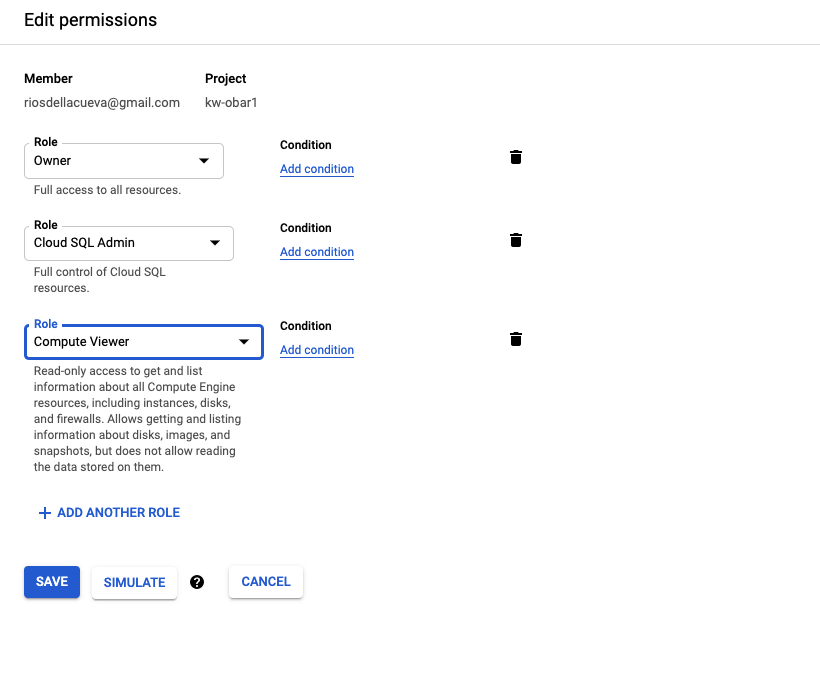 Edit permissions
Member
Project
riosdellacueva@gmail.com
kw-obar1
Role
Owner
Full access to all resources.
Condition
Add condition
Role
Cloud SQL Admin
Full control of Cloud SQL
resources.
Condition
Add condition
Role
Compute Viewer
Read-only access to get and list
information about all Compute Engine
resources, including instances, disks,
and firewalls. Allows getting and listing
information about disks, images, and
snapshots, but does not allow reading
the data stored on them.
Condition
Add condition
+ ADD ANOTHER ROLE
SAVE
SIMULATE
?
CANCEL